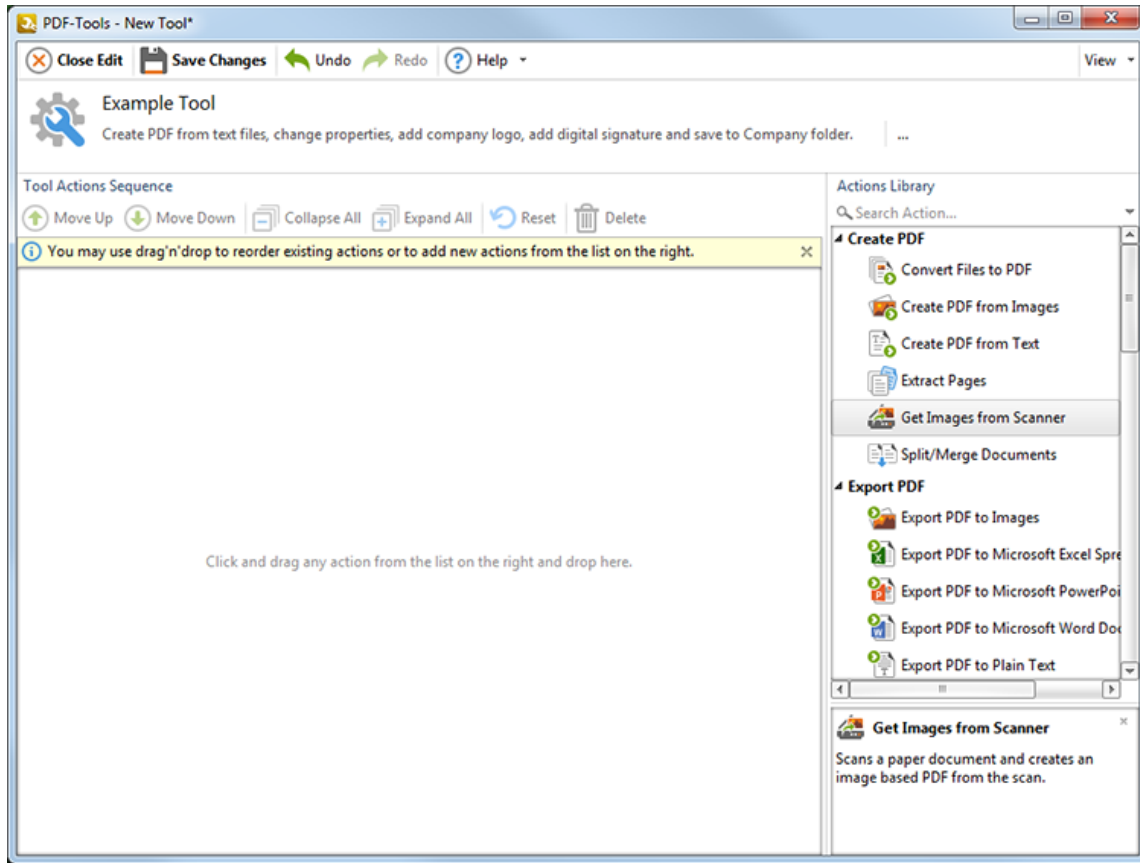 PDF-Tools - New Tool*
Close Edit Save Changes Undo Redo Help View
Example Tool
Create PDF from text files, change properties, add company logo, add digital signature and save to Company folder. ...
Tool Actions Sequence
Move Up Move Down Collapse All Expand All Reset Delete
You may use drag'n'drop to reorder existing actions or to add new actions from the list on the right.
Click and drag any action from the list on the right and drop here.
Actions Library
Search Action...
Create PDF
Convert Files to PDF
Create PDF from Images
Create PDF from Text
Extract Pages
Get Images from Scanner
Split/Merge Documents
Export PDF
Export PDF to Images
Export PDF to Microsoft Excel Spre
Export PDF to Microsoft PowerPoi
Export PDF to Microsoft Word Doc
Export PDF to Plain Text
Get Images from Scanner
Scans a paper document and creates an
image based PDF from the scan.